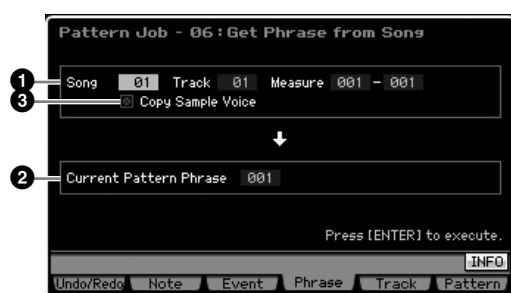 Pattern Job - 06:Get Phrase from Song
1 Song 01 Track 01 Measure 001 - 001
3 Copy Sample Voice
2 Current Pattern Phrase 001
Press [ENTER] to execute.
INFO
Undo/Redo Note Event Phrase Track Pattern